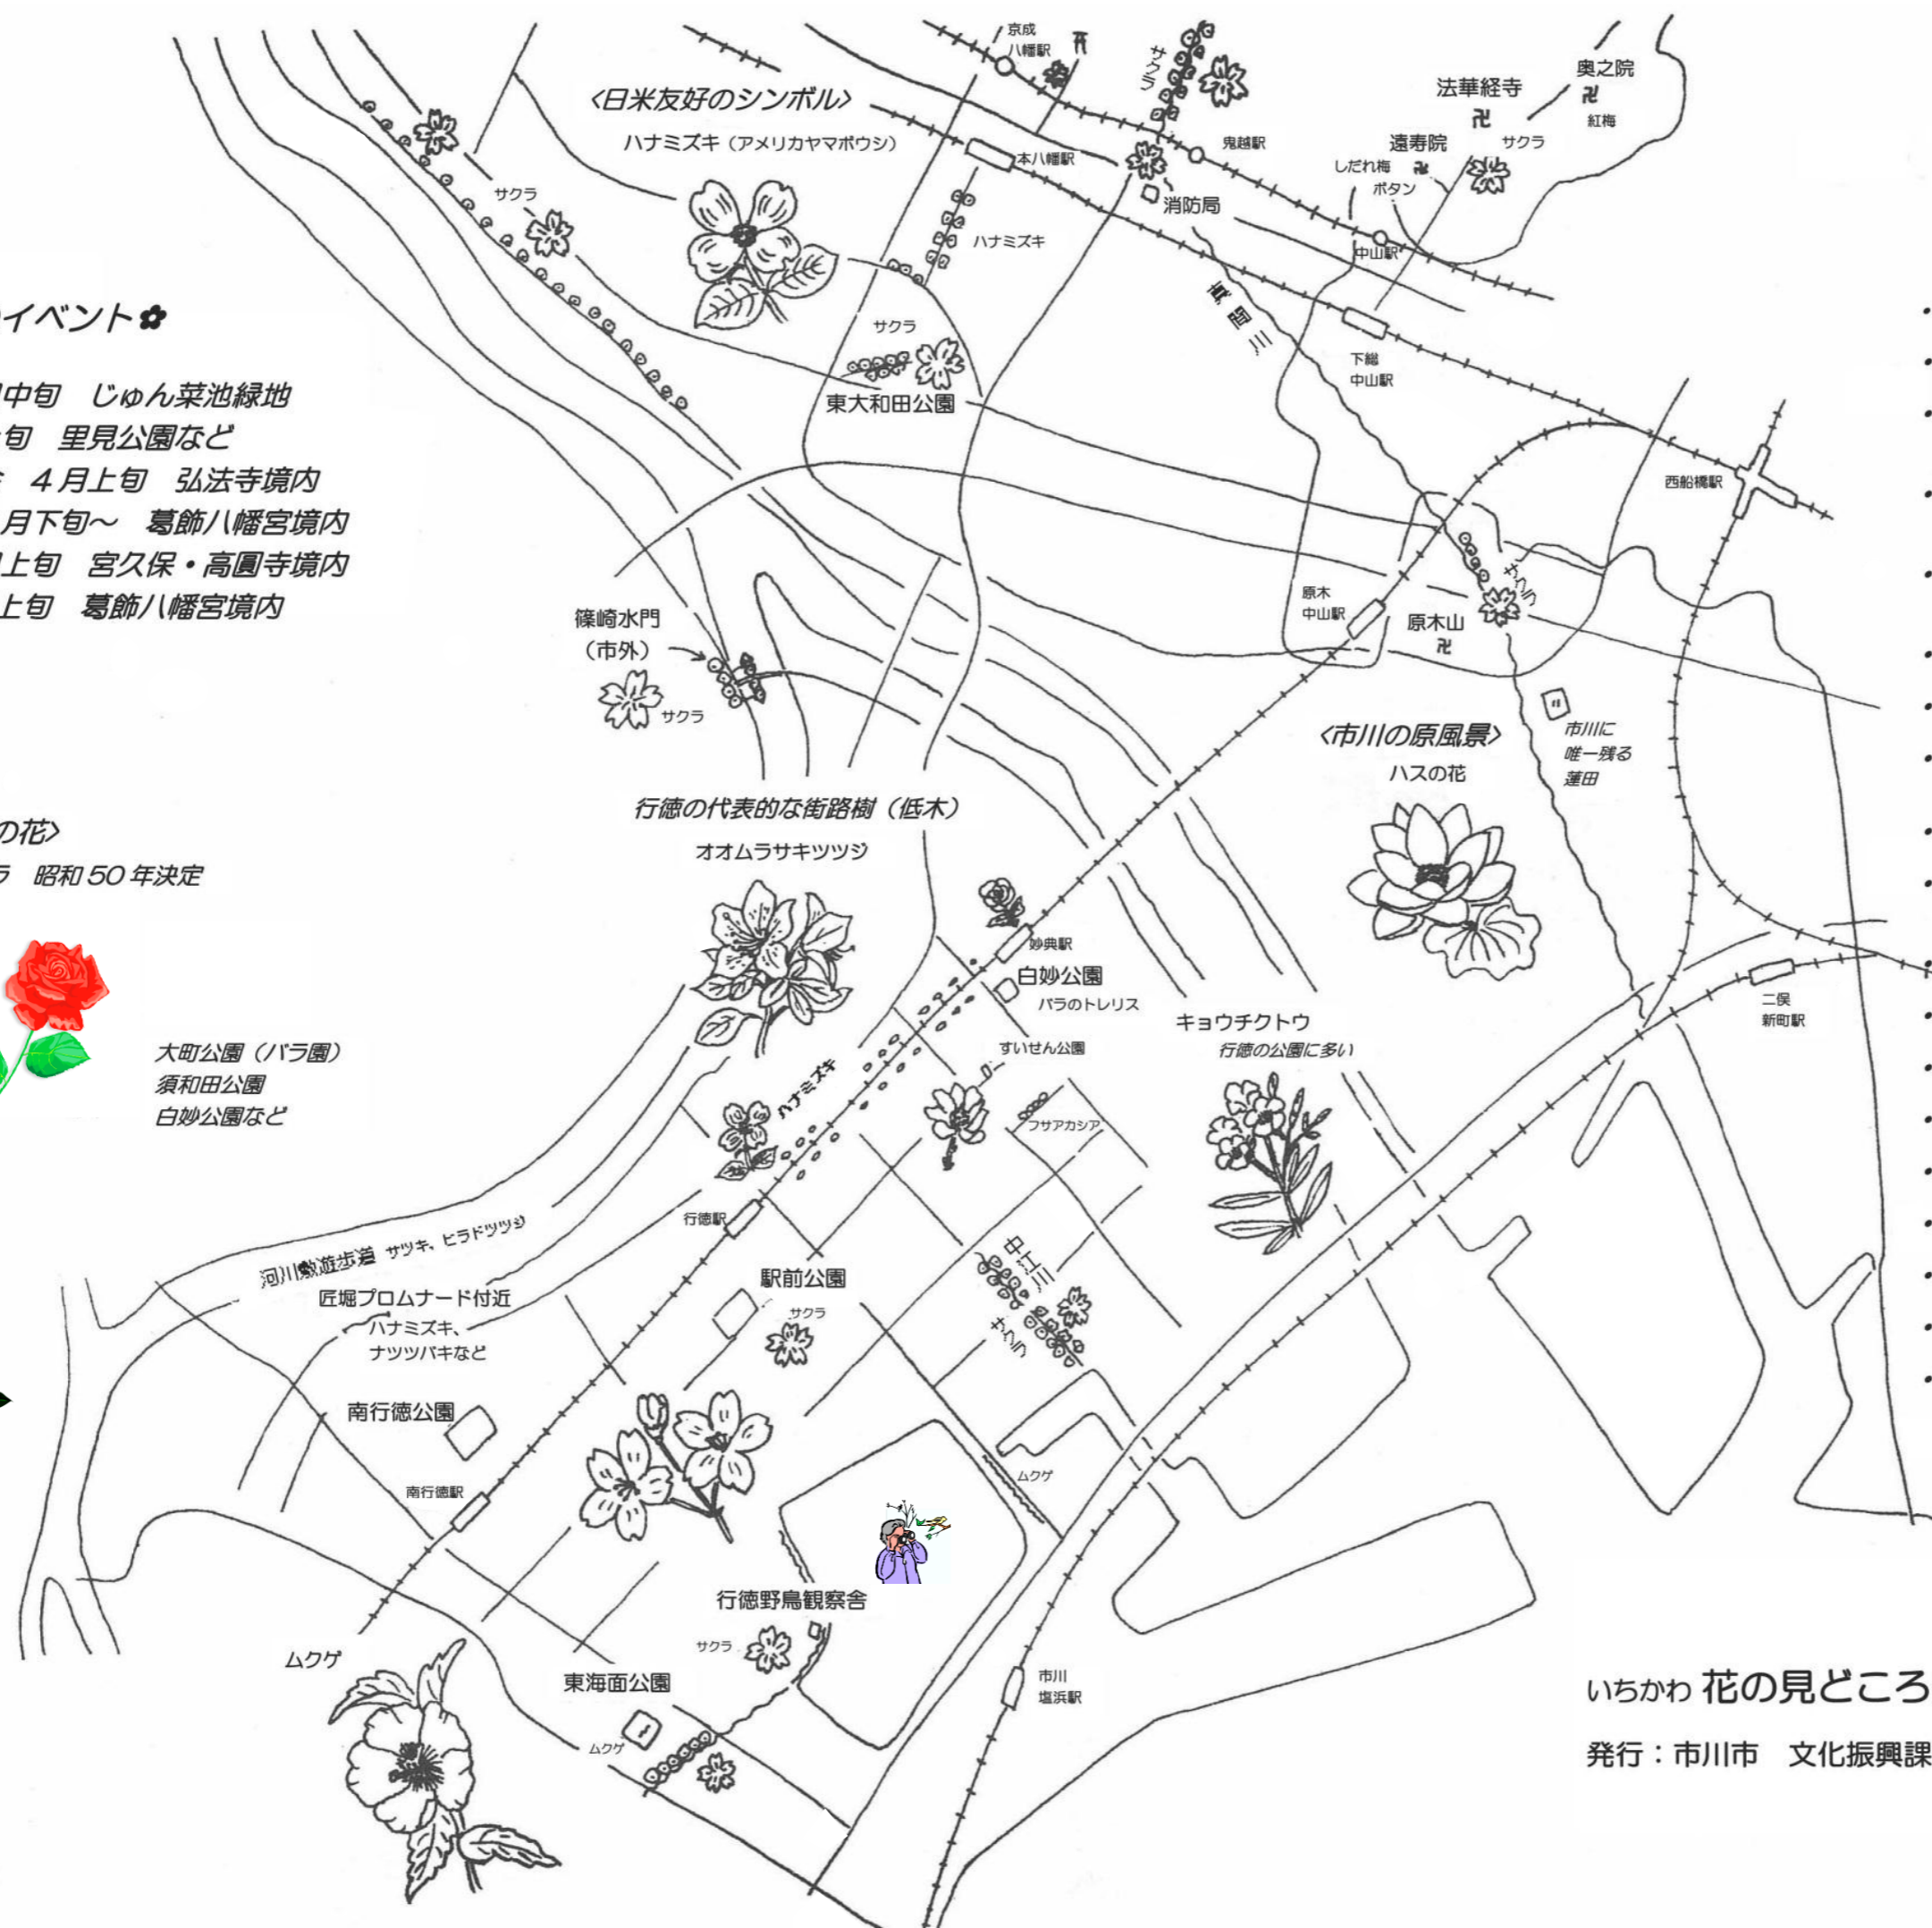 イベント
中旬　じゅん菜池緑地
旬　里見公園など
４月上旬　弘法寺境内
月下旬～　葛飾八幡宮境内
上旬　宮久保・高圓寺境内
上旬　葛飾八幡宮境内
の花〉
ラ　昭和50年決定
大町公園（バラ園）
須和田公園
白妙公園など
〈日米友好のシンボル〉
ハナミズキ（アメリカヤマボウシ）
京成
八幡駅
サクラ
法華経寺
奥之院
卍
卍
紅梅
遠寿院
卍
サクラ
しだれ梅
ボタン
鬼越駅
本八幡駅
消防局
中山駅
サクラ
ハナミズキ
真間川
下総
中山駅
サクラ
東大和田公園
西船橋駅
サクラ
原木
中山駅
原木山
卍
篠崎水門
（市外）
サクラ
〈市川の原風景〉
ハスの花
市川に
唯一残る
蓮田
行徳の代表的な街路樹（低木）
オオムラサキツツジ
妙典駅
白妙公園
バラのトレリス
すいせん公園
キョウチクトウ
行徳の公園に多い
二俣
新町駅
ハナミズキ
フサアカシア
行徳駅
河川敷遊歩道　サツキ、ヒラドツツジ
匠堀プロムナード付近
ハナミズキ、
ナツツバキなど
駅前公園
サクラ
中江川
サクラ
南行徳公園
南行徳駅
ムクゲ
行徳野鳥観察舎
サクラ
ムクゲ
東海面公園
ムクゲ
市川
塩浜駅
いちかわ 花の見どころ
発行：市川市　文化振興課